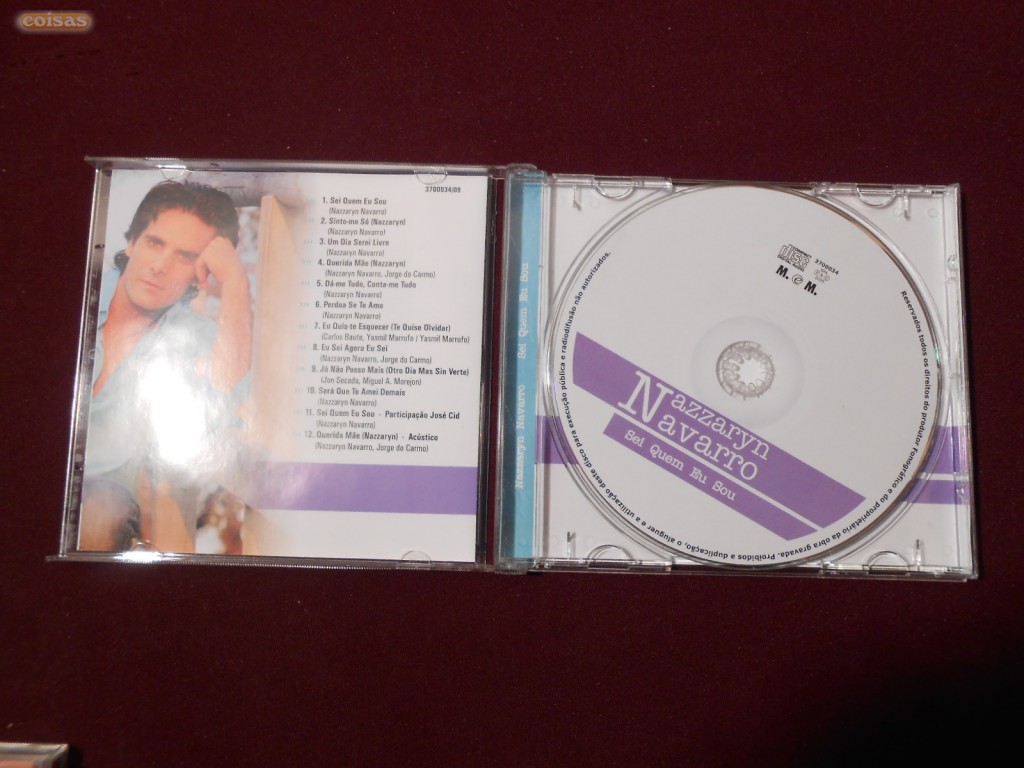 coisas
3700034/09
1. Sei Quem Eu Sou
(Nazzaryn Navarro)
2. Sinto-me Só (Nazzaryn)
(Nazzaryn Navarro)
3. Um Dia Serei Livre
(Nazzaryn Navarro)
4. Querida Mãe (Nazzaryn)
(Nazzaryn Navarro, Jorge do Carmo)
5. Dá-me Tudo, Conta-me Tudo
(Nazzaryn Navarro)
6. Perdoa Se Te Amo
(Nazzaryn Navarro)
7. Eu Quis-te Esquecer (Te Quise Olvidar)
(Carlos Baute, Yasmil Marrufo / Yasmil Marrufo)
8. Eu Sei Agora Eu Sei
(Nazzaryn Navarro, Jorge do Carmo)
9. Já Não Posso Mais (Otro Dia Mas Sin Verte)
(Jon Secada, Miguel A. Morejon)
10. Será Que Te Amei Demais
(Nazzaryn Navarro)
11. Sei Quem Eu Sou - Participação José Cid
(Nazzaryn Navarro)
12. Querida Mãe (Nazzaryn) - Acústico
(Nazzaryn Navarro, Jorge do Carmo)
Nazzaryn Navarro Sei Quem Eu Sou
COMPACT
disc
DIGITAL AUDIO
3700034
M. e M.
Nazzaryn
Navarro
Sei Quem Eu Sou
Reservados todos os direitos do produtor Fonográfico e do proprietário da obra gravada. Proibidos a duplicação, o aluguer e a utilização deste disco para execução pública e radiodifusão não autorizados.